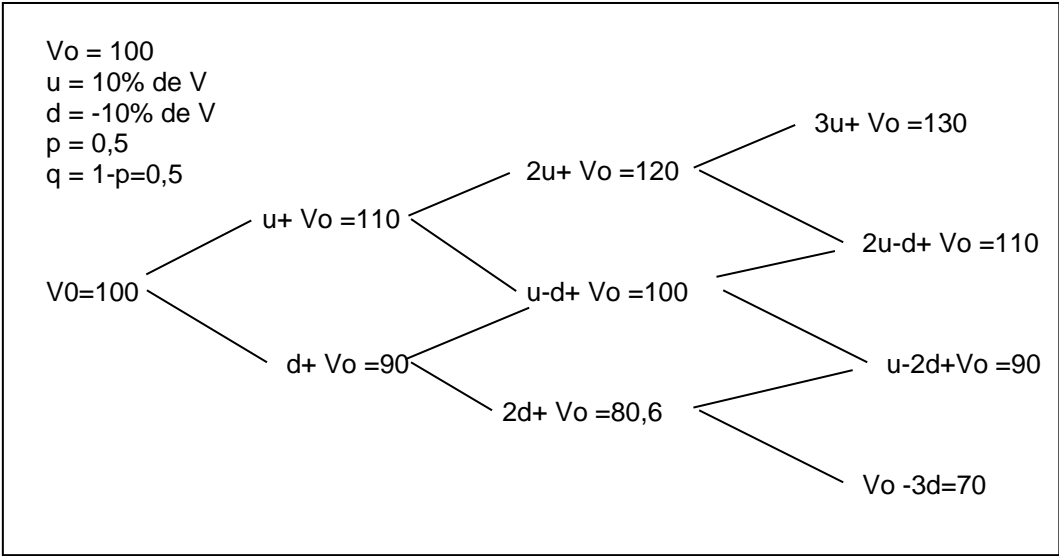 Vo = 100
u = 10% de V
d = -10% de V
p = 0,5
q = 1-p=0,5
3u+ Vo =130
2u+ Vo =120
u+ Vo =110
2u-d+ Vo =110
V0=100
u-d+ Vo =100
d+ Vo =90
u-2d+Vo =90
2d+ Vo =80,6
Vo -3d=70